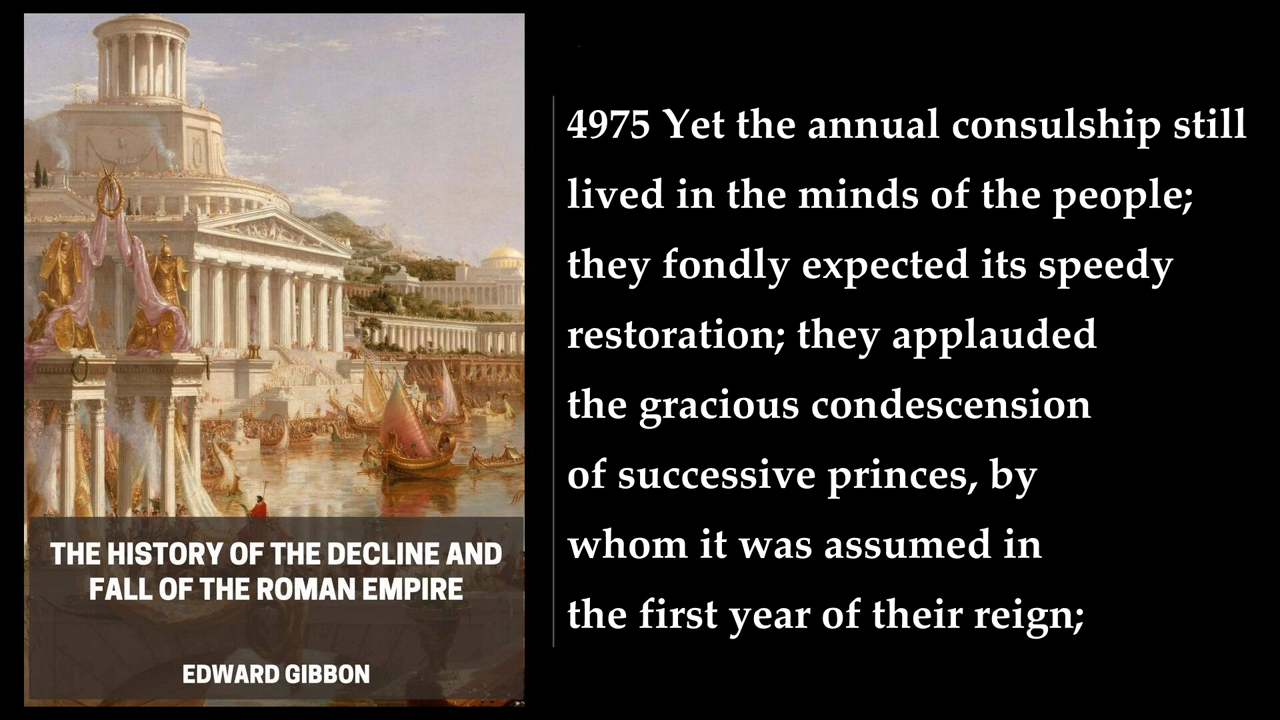 THE HISTORY OF THE DECLINE AND
FALL OF THE ROMAN EMPIRE
EDWARD GIBBON
4975 Yet the annual consulship still
lived in the minds of the people;
they fondly expected its speedy
restoration; they applauded
the gracious condescension
of successive princes, by
whom it was assumed in
the first year of their reign;